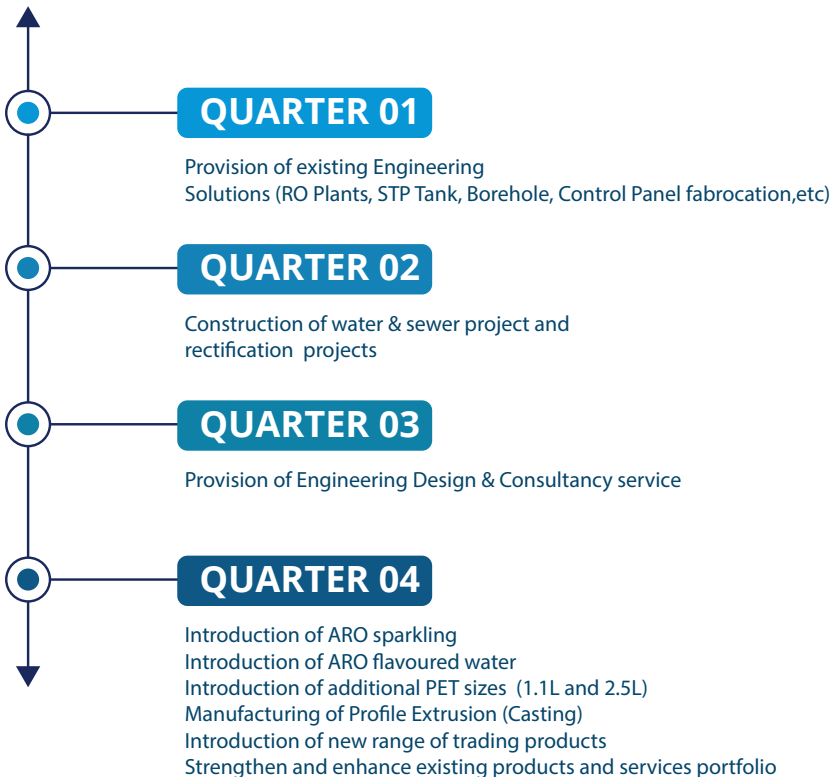 QUARTER 01
Provision of existing Engineering
Solutions (RO Plants, STP Tank, Borehole, Control Panel fabrocation,etc)
QUARTER 02
Construction of water & sewer project and
rectification projects
QUARTER 03
Provision of Engineering Design & Consultancy service
QUARTER 04
Introduction of ARO sparkling
Introduction of ARO flavoured water
Introduction of additional PET sizes (1.1L and 2.5L)
Manufacturing of Profile Extrusion (Casting)
Introduction of new range of trading products
Strengthen and enhance existing products and services portfolio